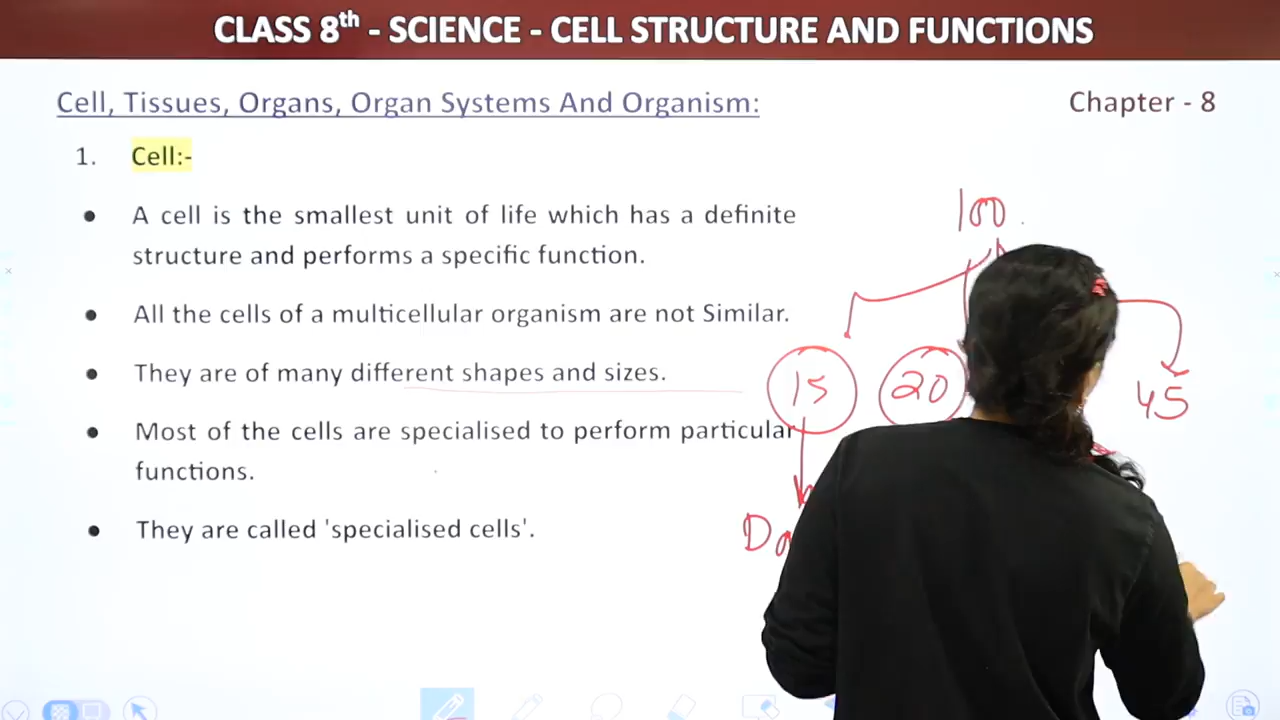 CLASS 8th - SCIENCE - CELL STRUCTURE AND FUNCTIONS
Cell, Tissues, Organs, Organ Systems And Organism:
Chapter - 8
1. Cell:-
• A cell is the smallest unit of life which has a definite
structure and performs a specific function.
• All the cells of a multicellular organism are not Similar.
• They are of many different shapes and sizes.
• Most of the cells are specialised to perform particular
functions.
• They are called 'specialised cells'.
100
15 20 45